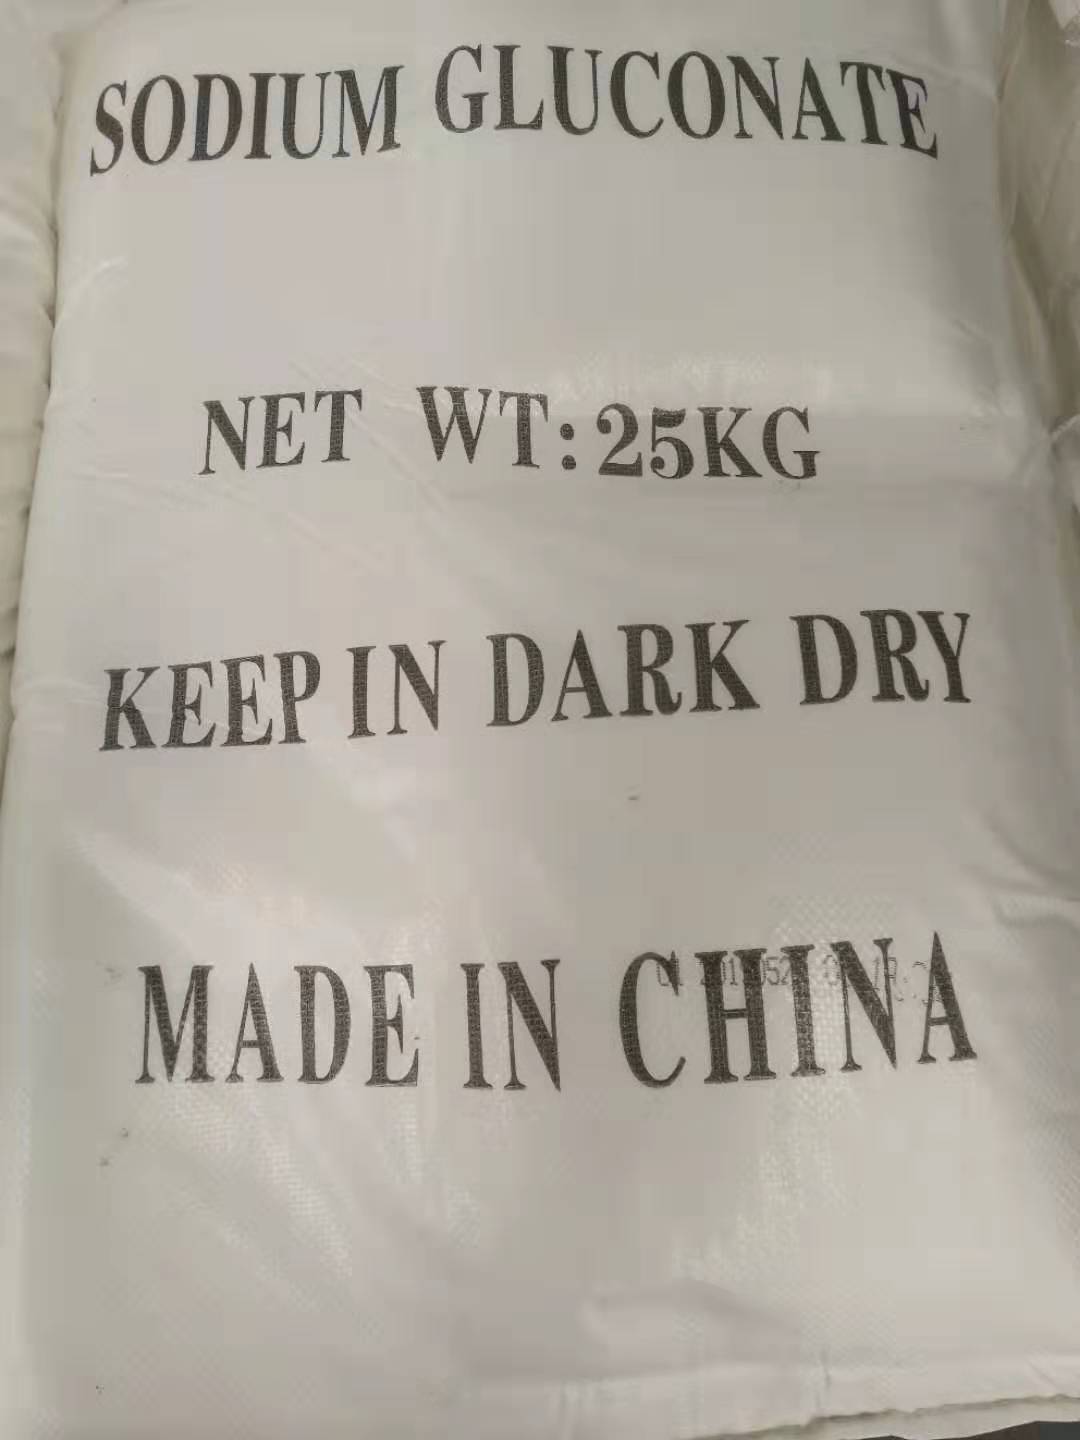 SODIUM GLUCONATE
NET WT:25KG
KEEP IN DARK DRY
MADE IN CHINA